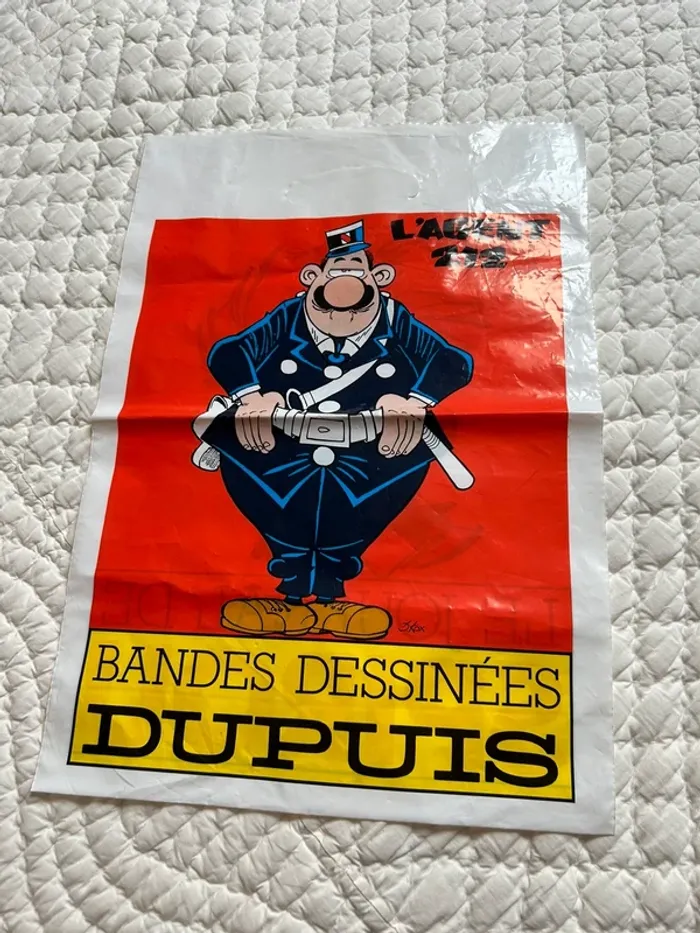 L'AGENT
212
BANDES DESSINÉES
DUPUIS